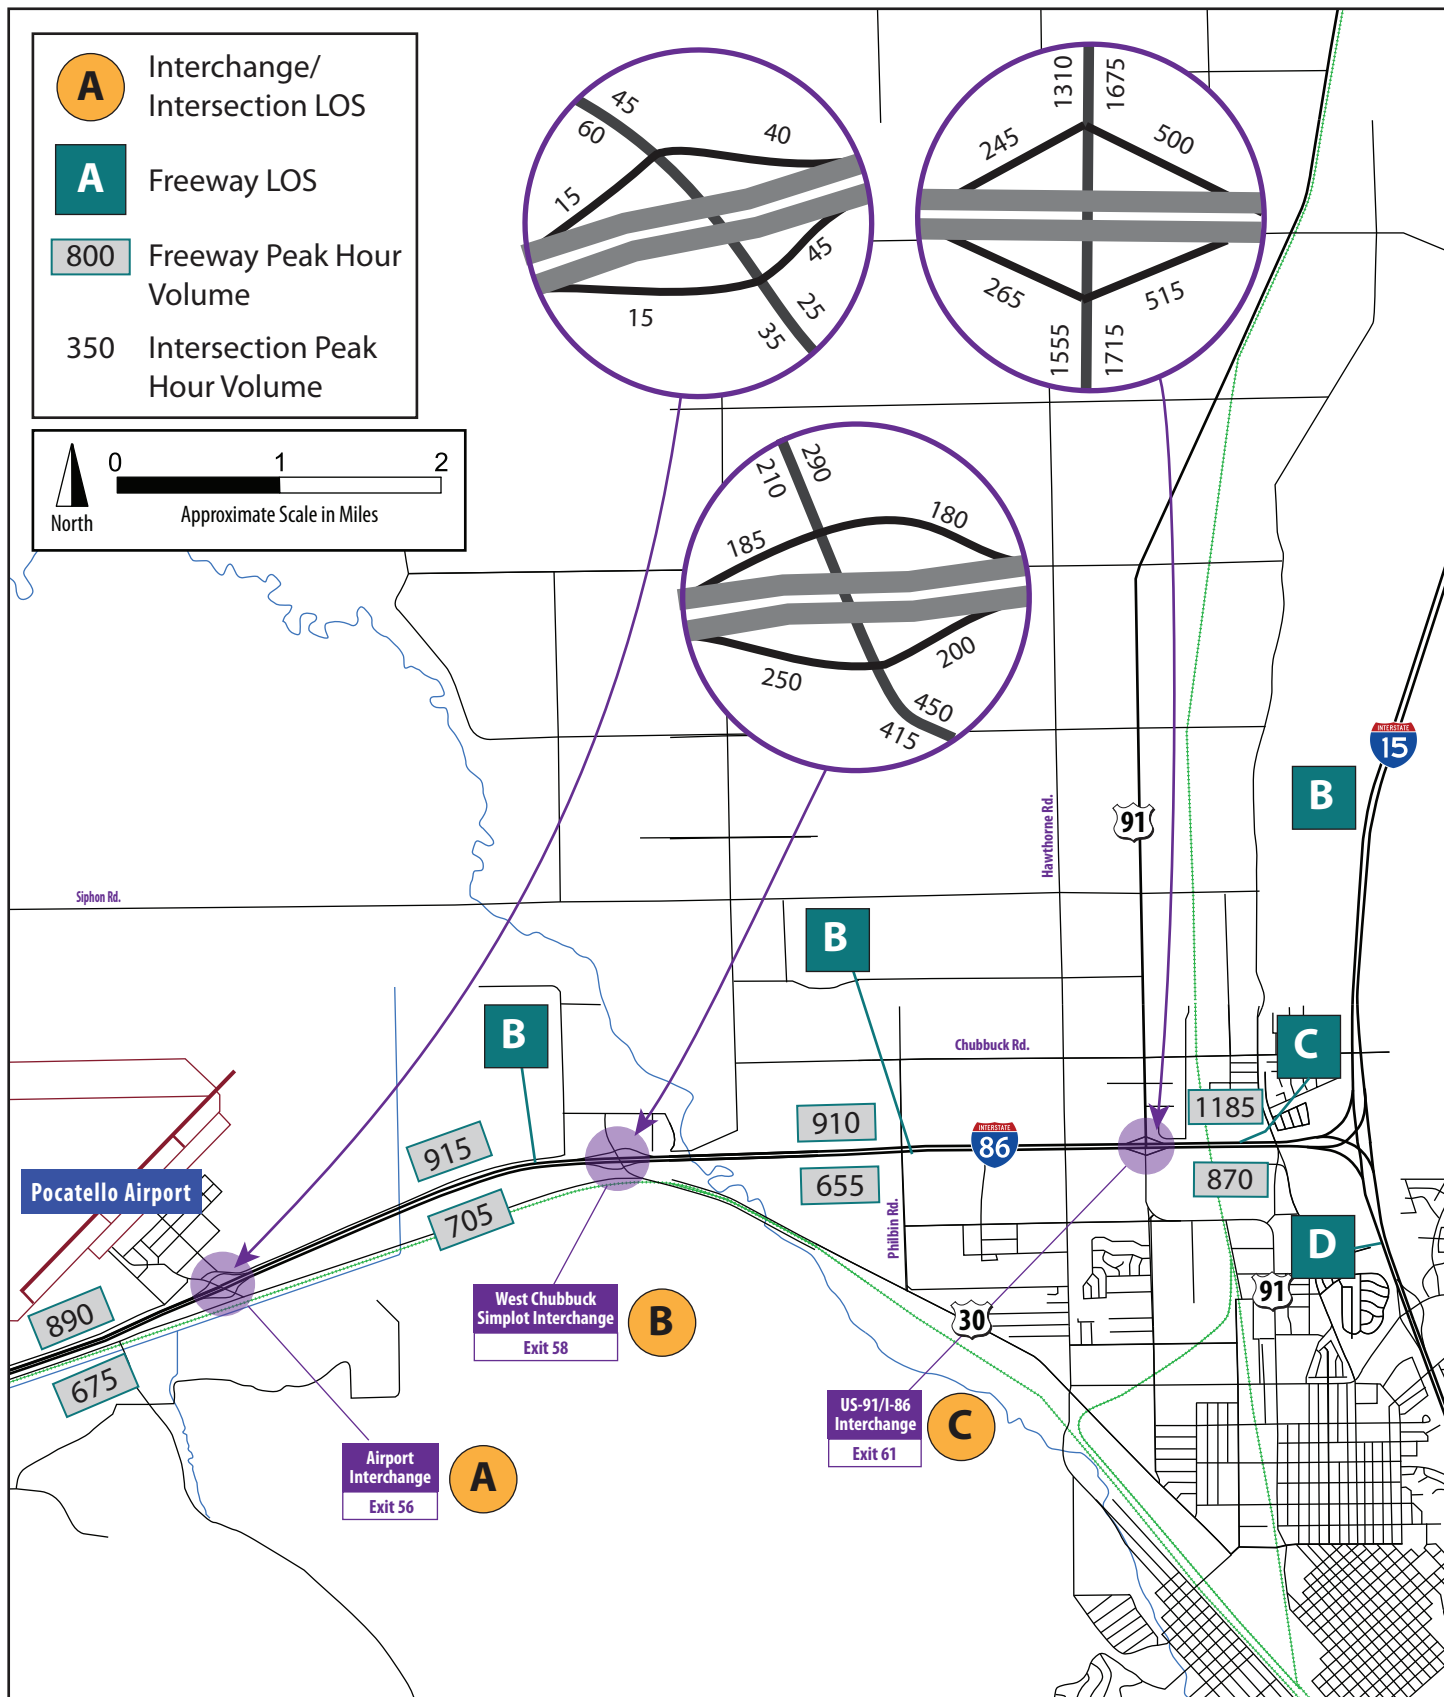 A
Interchange/
Intersection LOS
A
Freeway LOS
800
Freeway Peak Hour
Volume
350
Intersection Peak
Hour Volume
North
0
1
2
Approximate Scale in Miles
45
60
40
15
45
15
25
35
1310
1675
245
500
265
515
1555
1715
290
210
185
180
250
200
450
415
INTERSTATE
15
B
Hawthorne Rd.
91
Siphon Rd.
B
B
Chubbuck Rd.
C
1185
910
INTERSTATE
86
915
655
870
Pocatello Airport
705
Philbin Rd.
D
91
890
675
West Chubbuck
Simplot Interchange
Exit 58
B
30
US-91/I-86
Interchange
Exit 61
C
Airport
Interchange
Exit 56
A